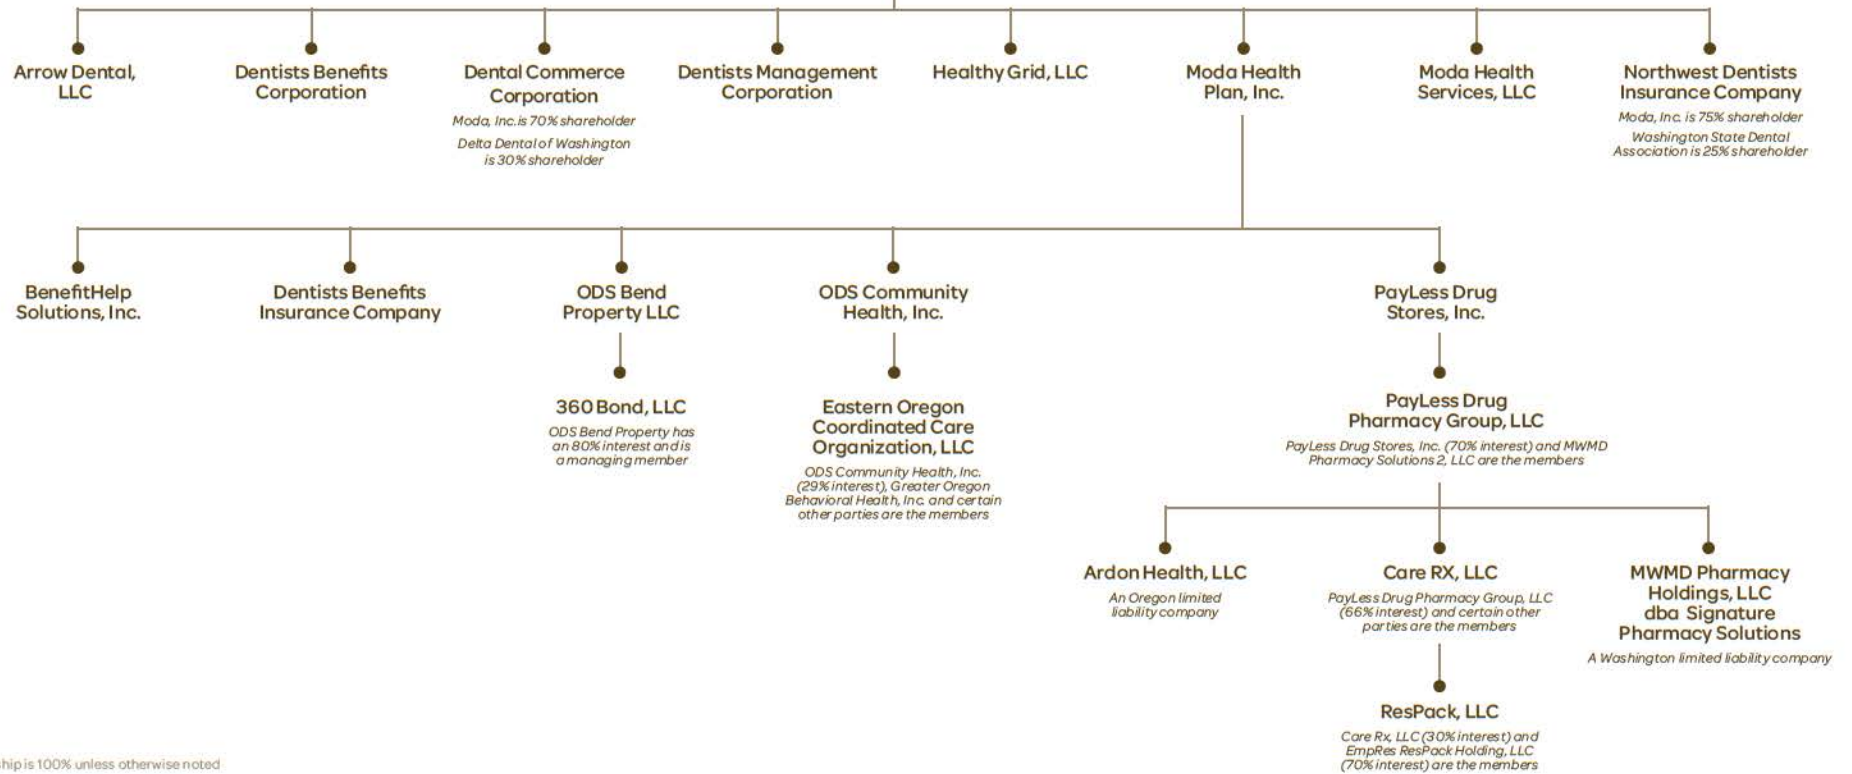 Arrow Dental,
LLC
Dentists Benefits
Corporation
Dental Commerce
Corporation
Moda, Inc. is 70% shareholder
Delta Dental of Washington
is 30% shareholder
Dentists Management
Corporation
Healthy Grid, LLC
Moda Health
Plan, Inc.
Moda Health
Services, LLC
Northwest Dentists
Insurance Company
Moda, Inc. is 75% shareholder
Washington State Dental
Association is 25% shareholder
BenefitHelp
Solutions, Inc.
Dentists Benefits
Insurance Company
ODS Bend
Property LLC
ODS Community
Health, Inc.
PayLess Drug
Stores, Inc.
360 Bond, LLC
ODS Bend Property has
an 80% interest and is
a managing member
Eastern Oregon
Coordinated Care
Organization, LLC
ODS Community Health, Inc.
(29% interest), Greater Oregon
Behavioral Health, Inc. and certain
other parties are the members
PayLess Drug
Pharmacy Group, LLC
PayLess Drug Stores, Inc. (70% interest) and MWMD
Pharmacy Solutions 2, LLC are the members
Ardon Health, LLC
An Oregon limited
liability company
Care RX, LLC
PayLess Drug Pharmacy Group, LLC
(66% interest) and certain other
parties are the members
MWMD Pharmacy
Holdings, LLC
dba Signature
Pharmacy Solutions
A Washington limited liability company
ResPack, LLC
Care Rx, LLC (30% interest) and
EmpRes ResPack Holding, LLC
(70% interest) are the members
ship is 100% unless otherwise noted